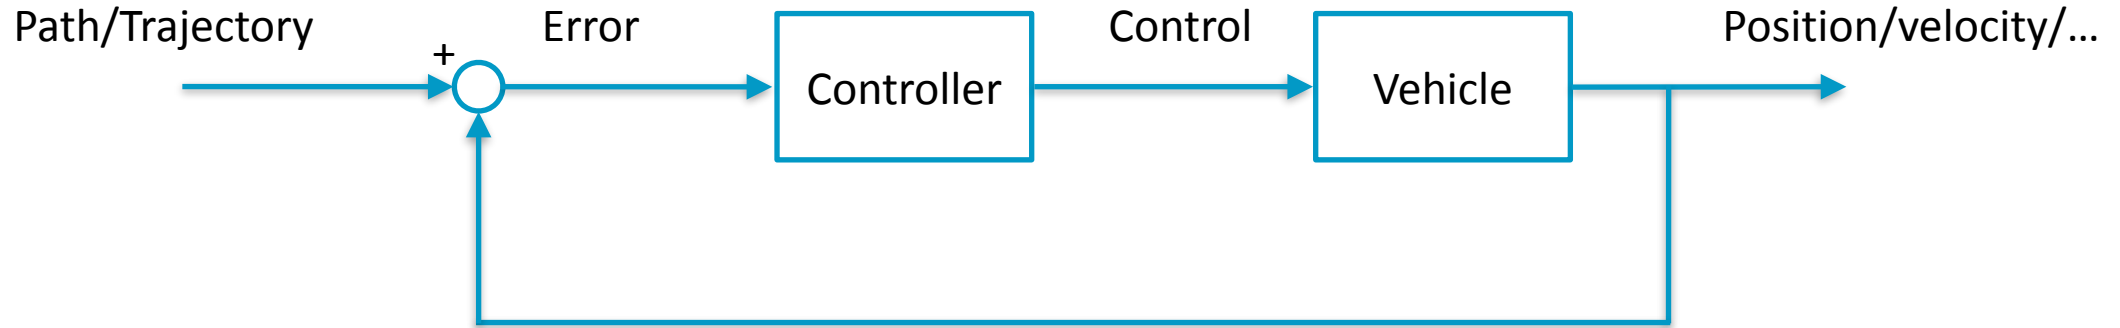 Path/Trajectory
+
Error
Controller
Control
Vehicle
Position/velocity/...